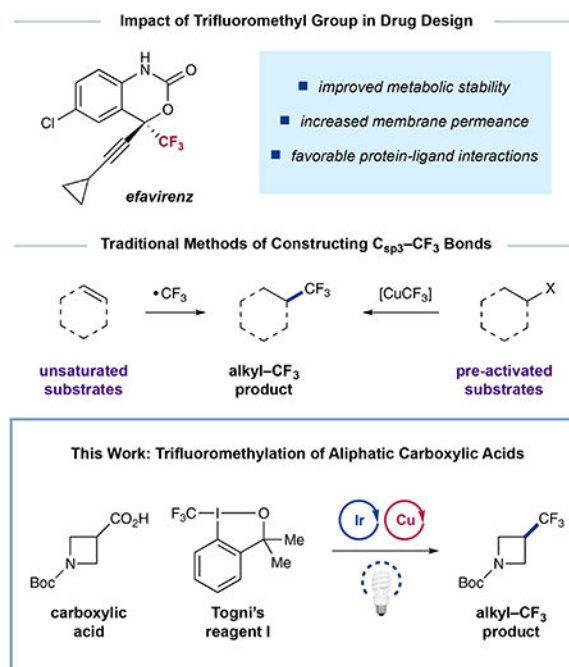 Impact of Trifluoromethyl Group in Drug Design
NH
O
O
Cl
CF3
efavirenz
improved metabolic stability
increased membrane permeance
favorable protein-ligand interactions
Traditional Methods of Constructing Csp3–CF3 Bonds
•CF3
CF3
[CuCF3]
X
unsaturated
substrates
alkyl–CF3
product
pre-activated
substrates
This Work: Trifluoromethylation of Aliphatic Carboxylic Acids
CO2H
N
Boc
carboxylic
acid
F3C
I
O
Me
Me
Togni's
reagent I
Ir
Cu
CF3
N
Boc
alkyl–CF3
product